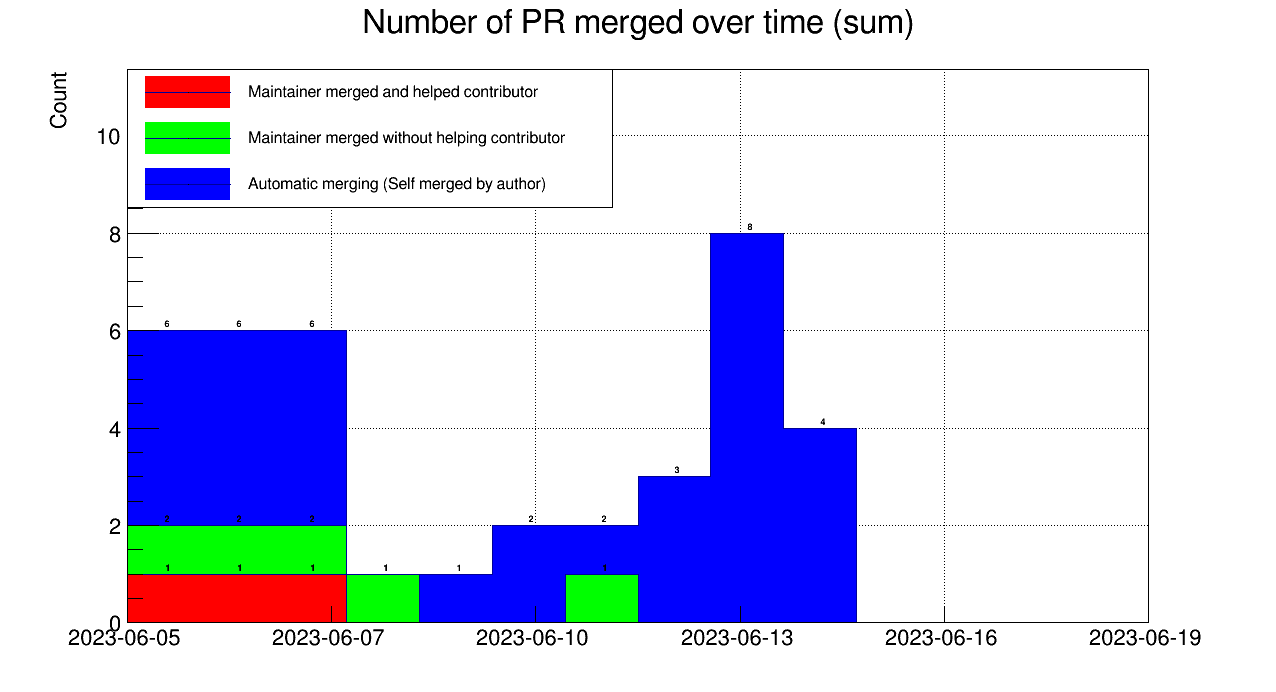 Number of PR merged over time (sum)
Count
Maintainer merged and helped contributor
Maintainer merged without helping contributor
Automatic merging (Self merged by author)
10
8
6
4
2
0
8
6 6 6
4
3
2 2 2 2 2
1 1 1 1 1 1
2023-06-05 2023-06-07 2023-06-10 2023-06-13 2023-06-16 2023-06-19